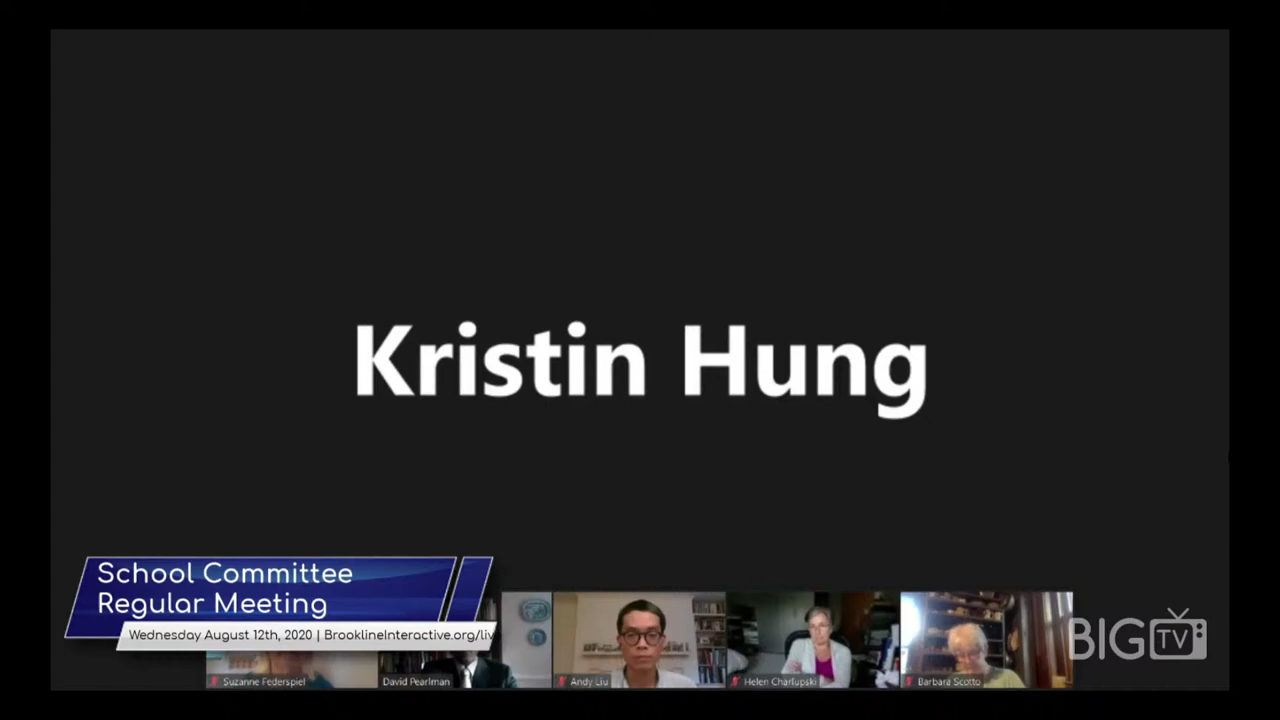 Kristin Hung
School Committee
Regular Meeting
Wednesday August 12th, 2020 | BrooklineInteractive.org/liv
Suzanne Federspiel
David Pearlman
Andy Liu
Helen Charlupski
Barbara Scotto
BIG TV